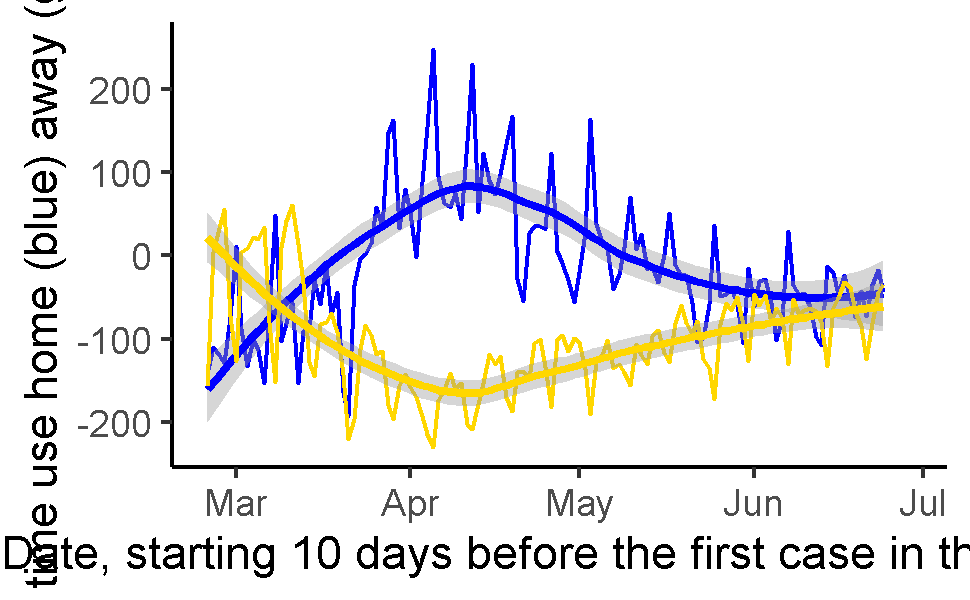 time use home (blue) away (
200
100
0
-100
-200
Mar Apr May Jun Jul
Date, starting 10 days before the first case in th